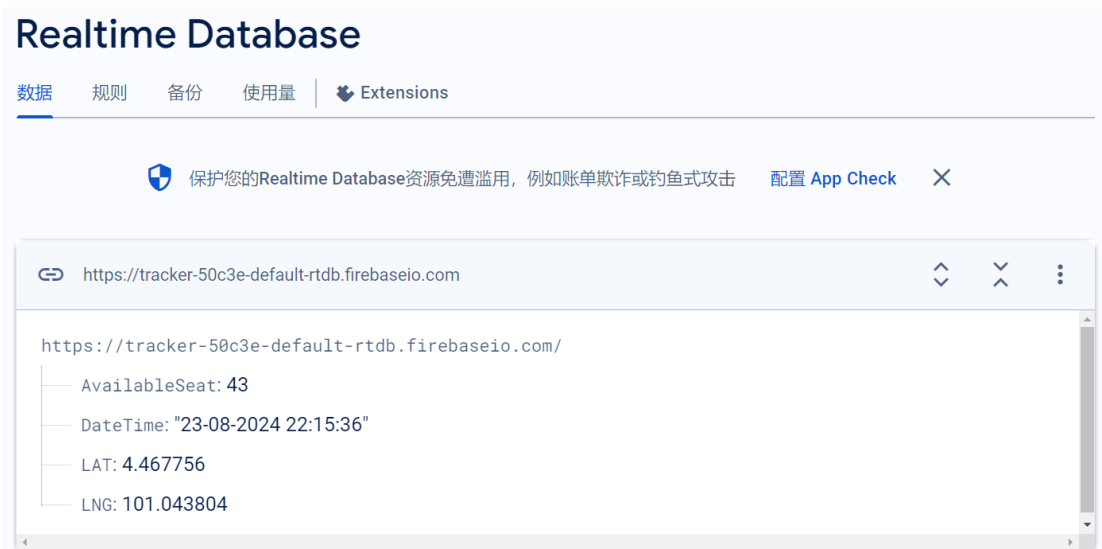 Realtime Database
数据 规则 备份 使用量 Extensions
保护您的Realtime Database资源免遭滥用，例如账单欺诈或钓鱼式攻击 配置 App Check
https://tracker-50c3e-default-rtdb.firebaseio.com
https://tracker-50c3e-default-rtdb.firebaseio.com/
AvailableSeat: 43
DateTime: "23-08-2024 22:15:36"
LAT: 4.467756
LNG: 101.043804